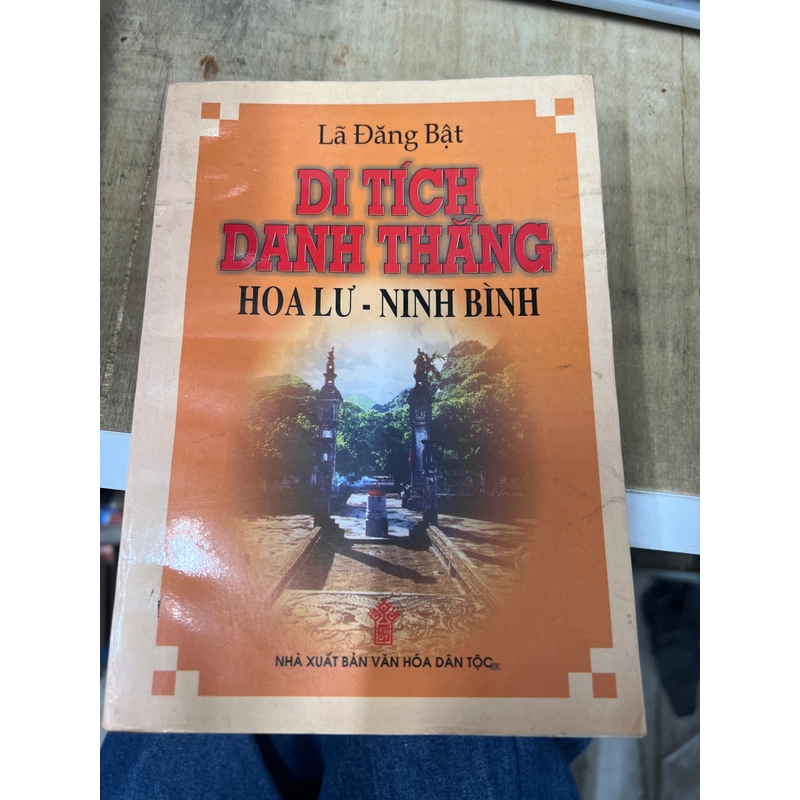 Lã Đăng Bật
DI TÍCH
DANH THẮNG
HOA LƯ - NINH BÌNH
NHÀ XUẤT BẢN VĂN HÓA DÂN TỘC